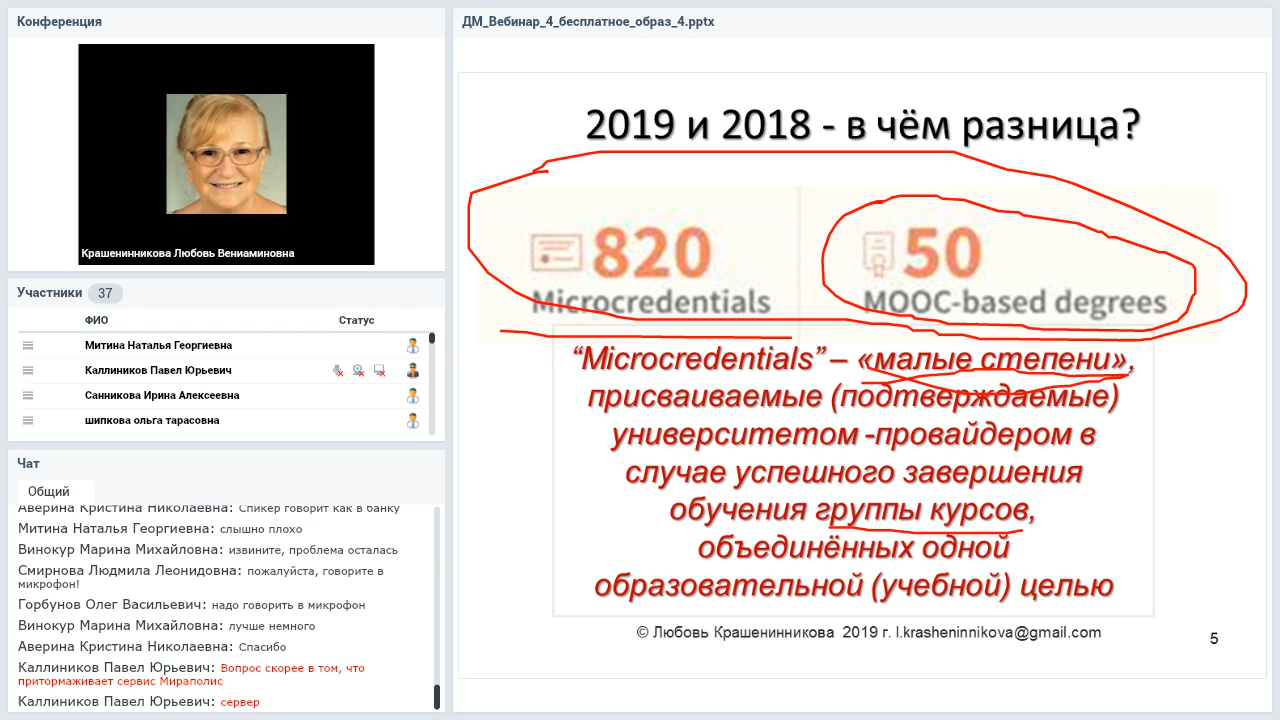 Конференция
Крашенинникова Любовь Вениаминовна
Участники 37
ФИО Статус
Митина Наталья Георгиевна
Каллиников Павел Юрьевич
Санникова Ирина Алексеевна
шипкова ольга тарасовна
Чат
Общий
Аверина Кристина Николаевна: Спикер говорит как в банку
Митина Наталья Георгиевна: слышно плохо
Винокур Марина Михайловна: извините, проблема осталась
Смирнова Людмила Леонидовна: пожалуйста, говорите в
микрофон!
Горбунов Олег Васильевич: надо говорить в микрофон
Винокур Марина Михайловна: лучше немного
Аверина Кристина Николаевна: Спасибо
Каллиников Павел Юрьевич: Вопрос скорее в том, что
притормаживает сервис Мираполис
Каллиников Павел Юрьевич: сервер
ДМ_Вебинар_4_бесплатное_образ_4.pptx
2019 и 2018 - в чём разница?
820
Microcredentials
50
MOOC-based degrees
“Microcredentials” – «малые степени»,
присваиваемые (подтверждаемые)
университетом -провайдером в
случае успешного завершения
обучения группы курсов,
объединённых одной
образовательной (учебной) целью
© Любовь Крашенинникова 2019 г. l.krasheninnikova@gmail.com
5